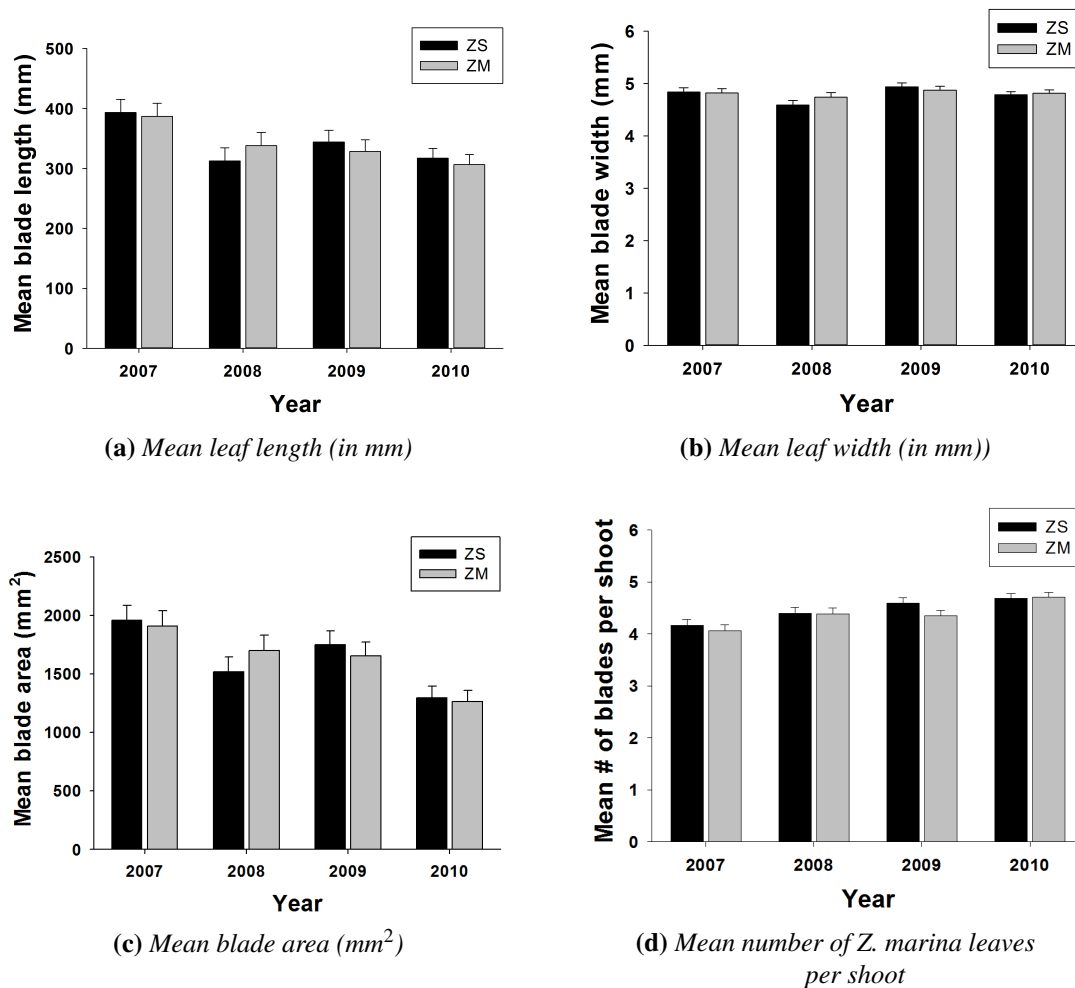 ZS
ZM
Mean blade length (mm)
500
400
300
200
100
0
2007 2008 2009 2010
Year
(a) Mean leaf length (in mm)
ZS
ZM
Mean blade width (mm)
6
5
4
3
2
1
0
2007 2008 2009 2010
Year
(b) Mean leaf width (in mm))
ZS
ZM
Mean blade area (mm²)
2500
2000
1500
1000
500
0
2007 2008 2009 2010
Year
(c) Mean blade area (mm²)
ZS
ZM
Mean # of blades per shoot
6
5
4
3
2
1
0
2007 2008 2009 2010
Year
(d) Mean number of Z. marina leaves
per shoot